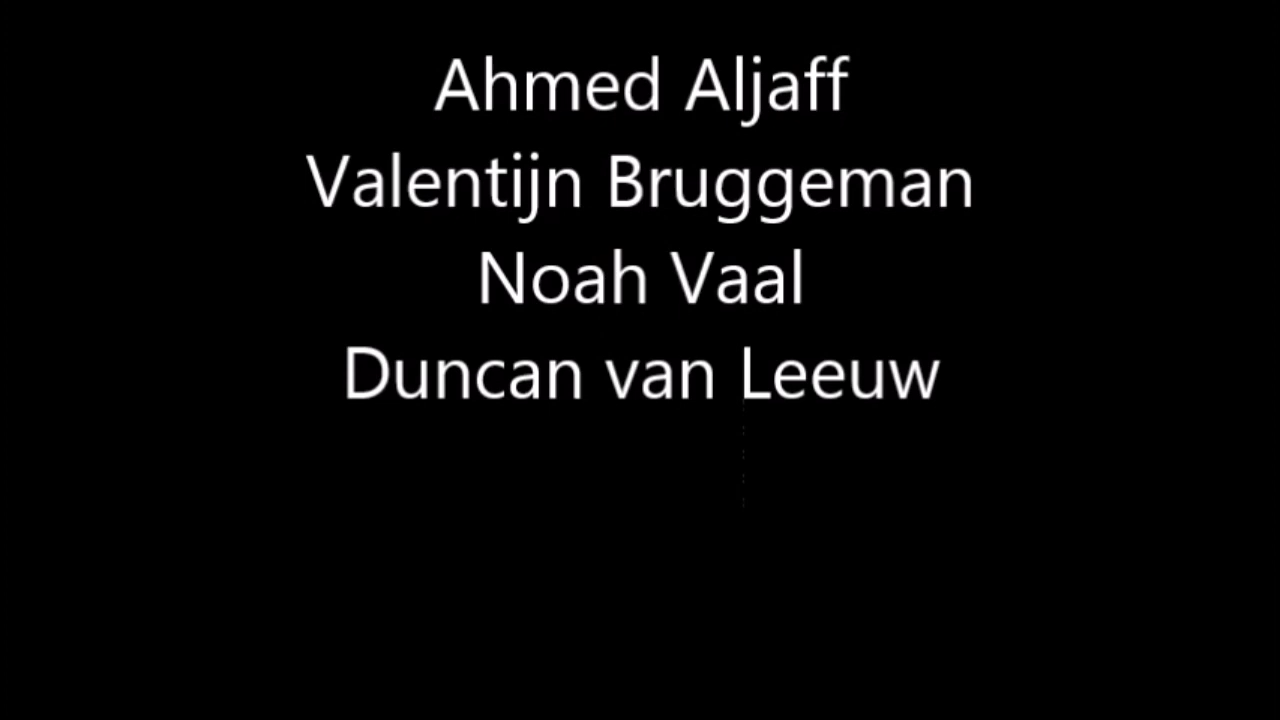 Ahmed Aljaff
Valentijn Bruggeman
Noah Vaal
Duncan van Leeuw